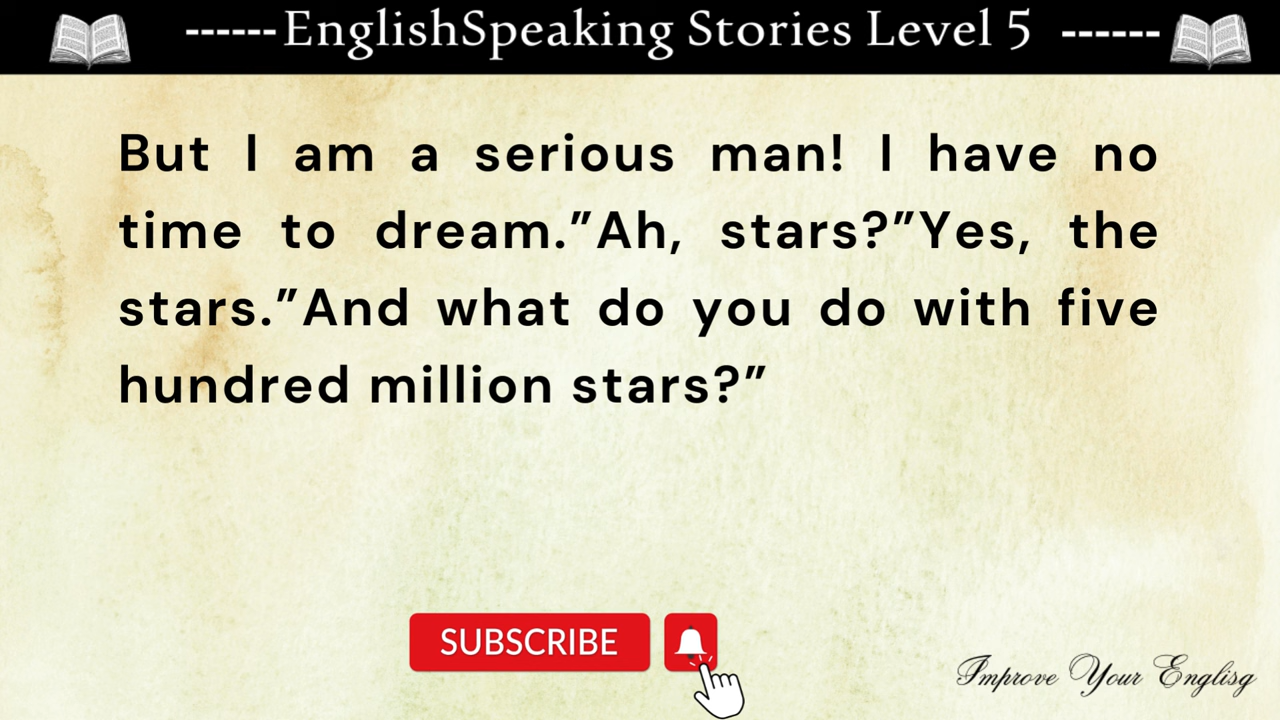 ------EnglishSpeaking Stories Level 5 ------
But I am a serious man! I have no
time to dream.”Ah, stars?”Yes, the
stars.”And what do you do with five
hundred million stars?”
SUBSCRIBE
Improve Your Englisg